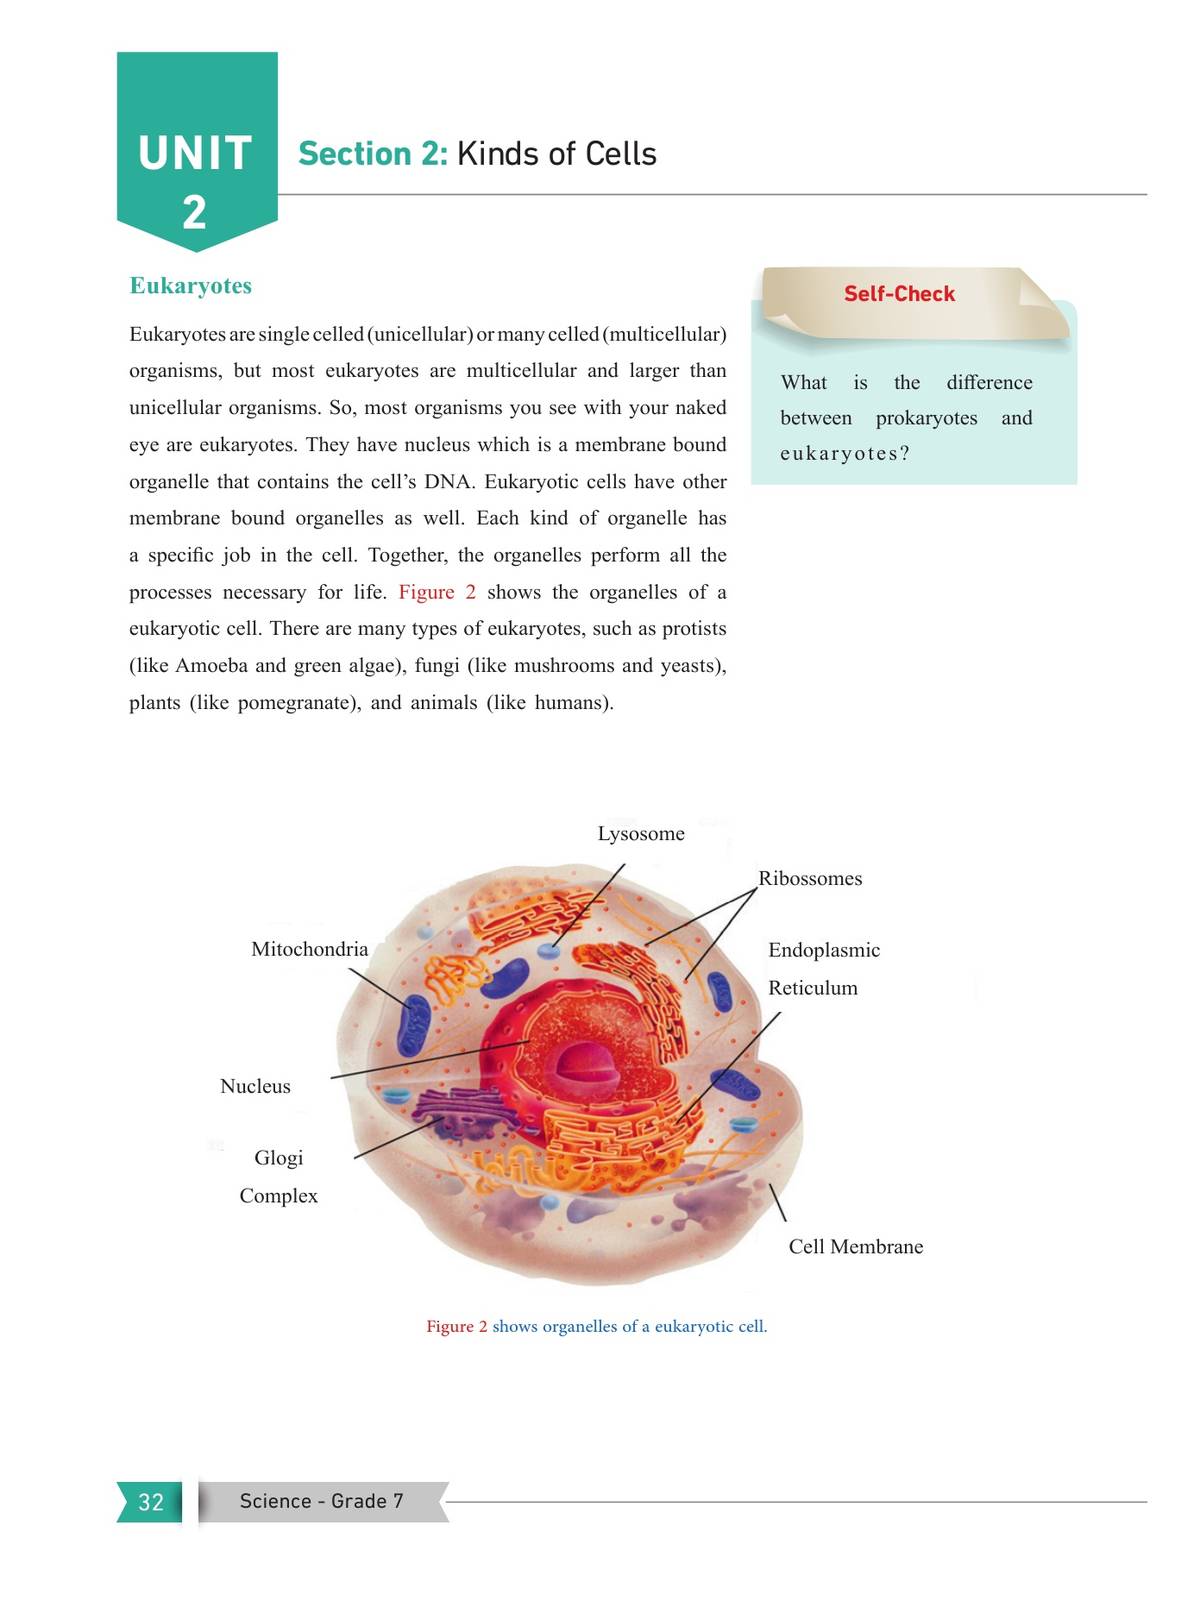 UNIT
2
Section 2: Kinds of Cells
Eukaryotes
Eukaryotes are single celled (unicellular) or many celled (multicellular)
organisms, but most eukaryotes are multicellular and larger than
unicellular organisms. So, most organisms you see with your naked
eye are eukaryotes. They have nucleus which is a membrane bound
organelle that contains the cell’s DNA. Eukaryotic cells have other
membrane bound organelles as well. Each kind of organelle has
a specific job in the cell. Together, the organelles perform all the
processes necessary for life. Figure 2 shows the organelles of a
eukaryotic cell. There are many types of eukaryotes, such as protists
(like Amoeba and green algae), fungi (like mushrooms and yeasts),
plants (like pomegranate), and animals (like humans).
Self-Check
What is the difference
between prokaryotes and
eukaryotes?
Lysosome
Ribossomes
Mitochondria
Endoplasmic
Reticulum
Nucleus
Glogi
Complex
Cell Membrane
Figure 2 shows organelles of a eukaryotic cell.
32
Science - Grade 7